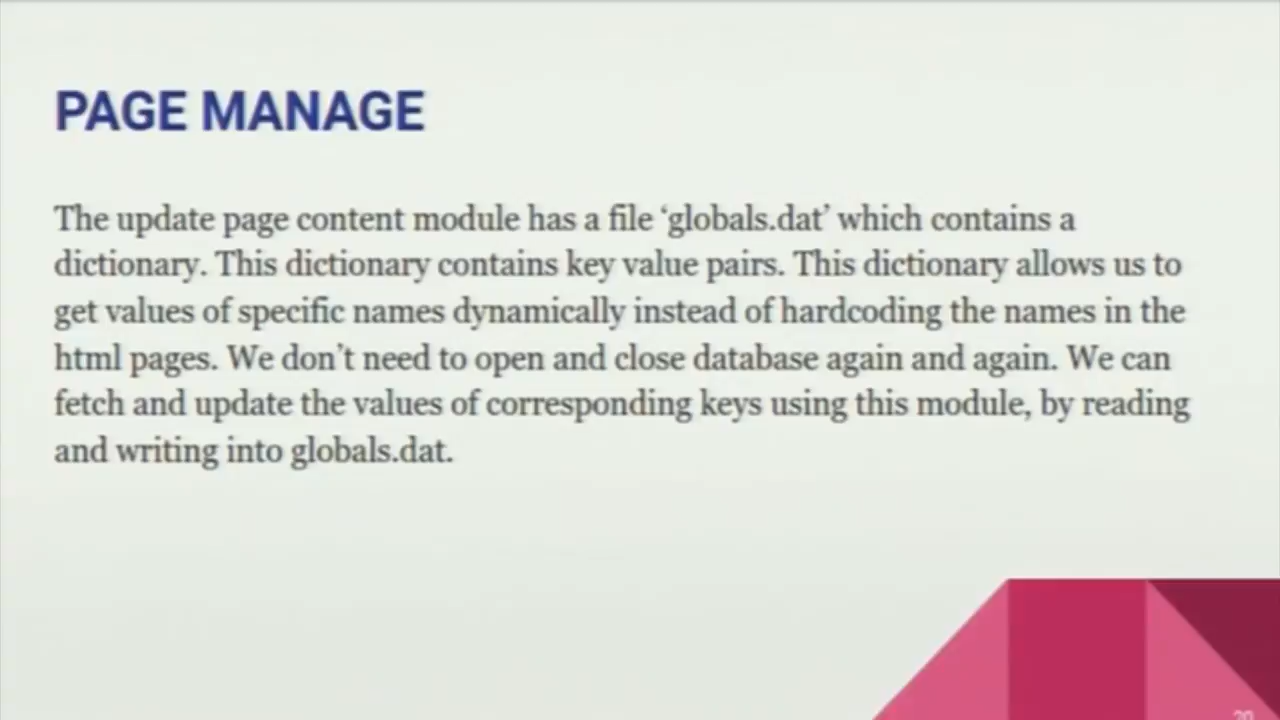 PAGE MANAGE
The update page content module has a file ‘globals.dat’ which contains a
dictionary. This dictionary contains key value pairs. This dictionary allows us to
get values of specific names dynamically instead of hardcoding the names in the
html pages. We don’t need to open and close database again and again. We can
fetch and update the values of corresponding keys using this module, by reading
and writing into globals.dat.